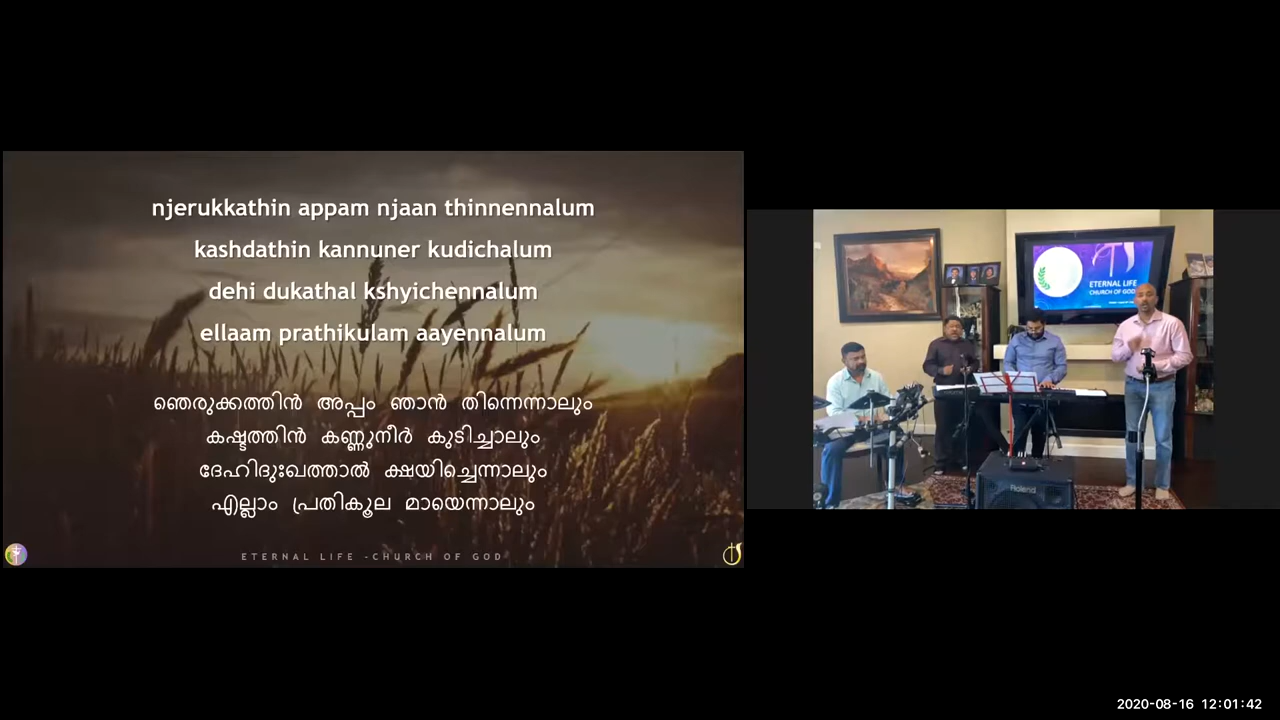 njerukkathin appam njaan thinnennalum
kashdathin kannuner kudichalum
dehi dukathal kshyichennalum
ellaam prathikulam aayennalum
ഞെരുക്കത്തിൻ അപ്പം ഞാൻ തിന്നെന്നാലും
കഷ്ടത്തിൻ കണ്ണുനീർ കുടിച്ചാലും
ദേഹിദുഃഖത്താൽ ക്ഷയിച്ചെന്നാലും
എല്ലാം പ്രതികൂല മായെന്നാലും
ETERNAL LIFE -CHURCH OF GOD
ETERNAL LIFE
CHURCH OF GOD
Roland
2020-08-16 12:01:42